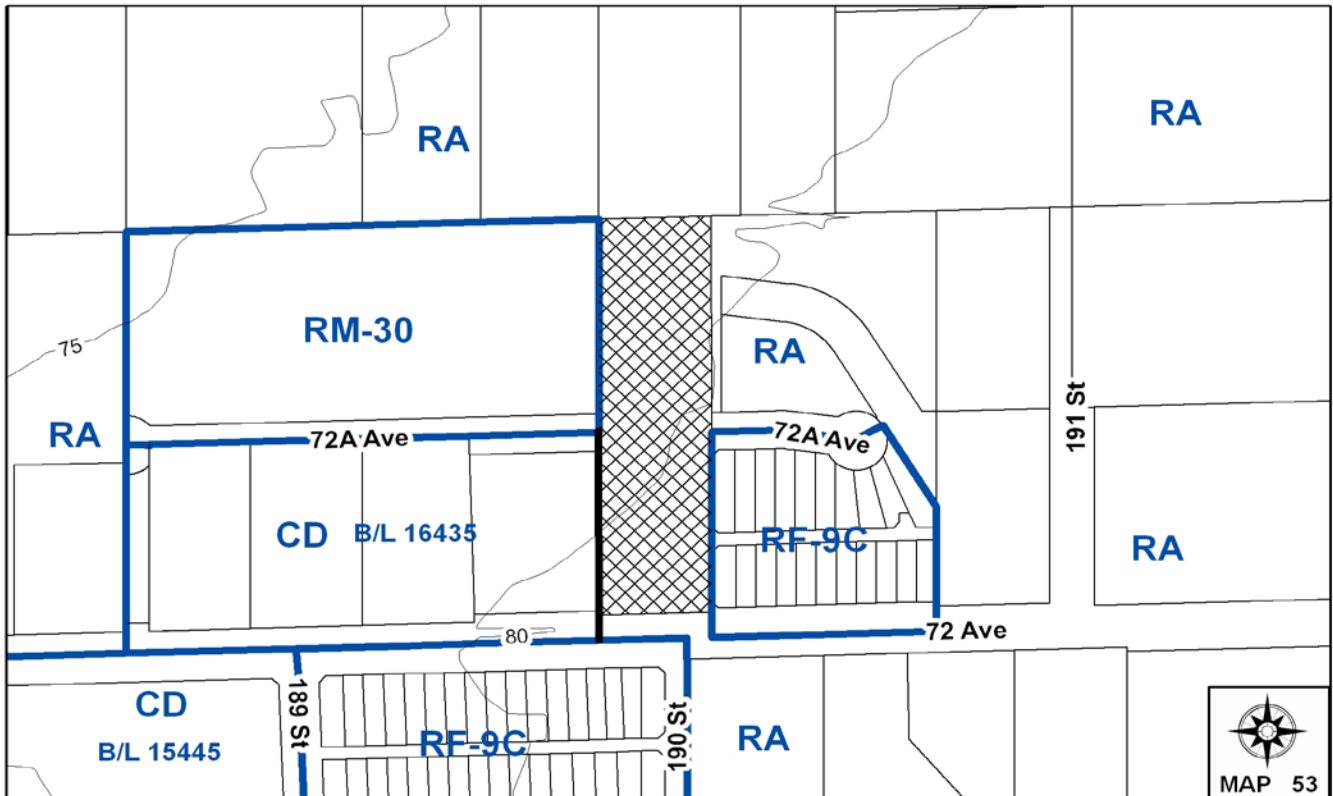 RA
RA
RM-30
75
RA
RA
191 St
72A Ave
72A Ave
CD B/L 16435
RF-9C
RA
80
72 Ave
CD
B/L 15445
189 St
RF-9C
190 St
RA
MAP 53